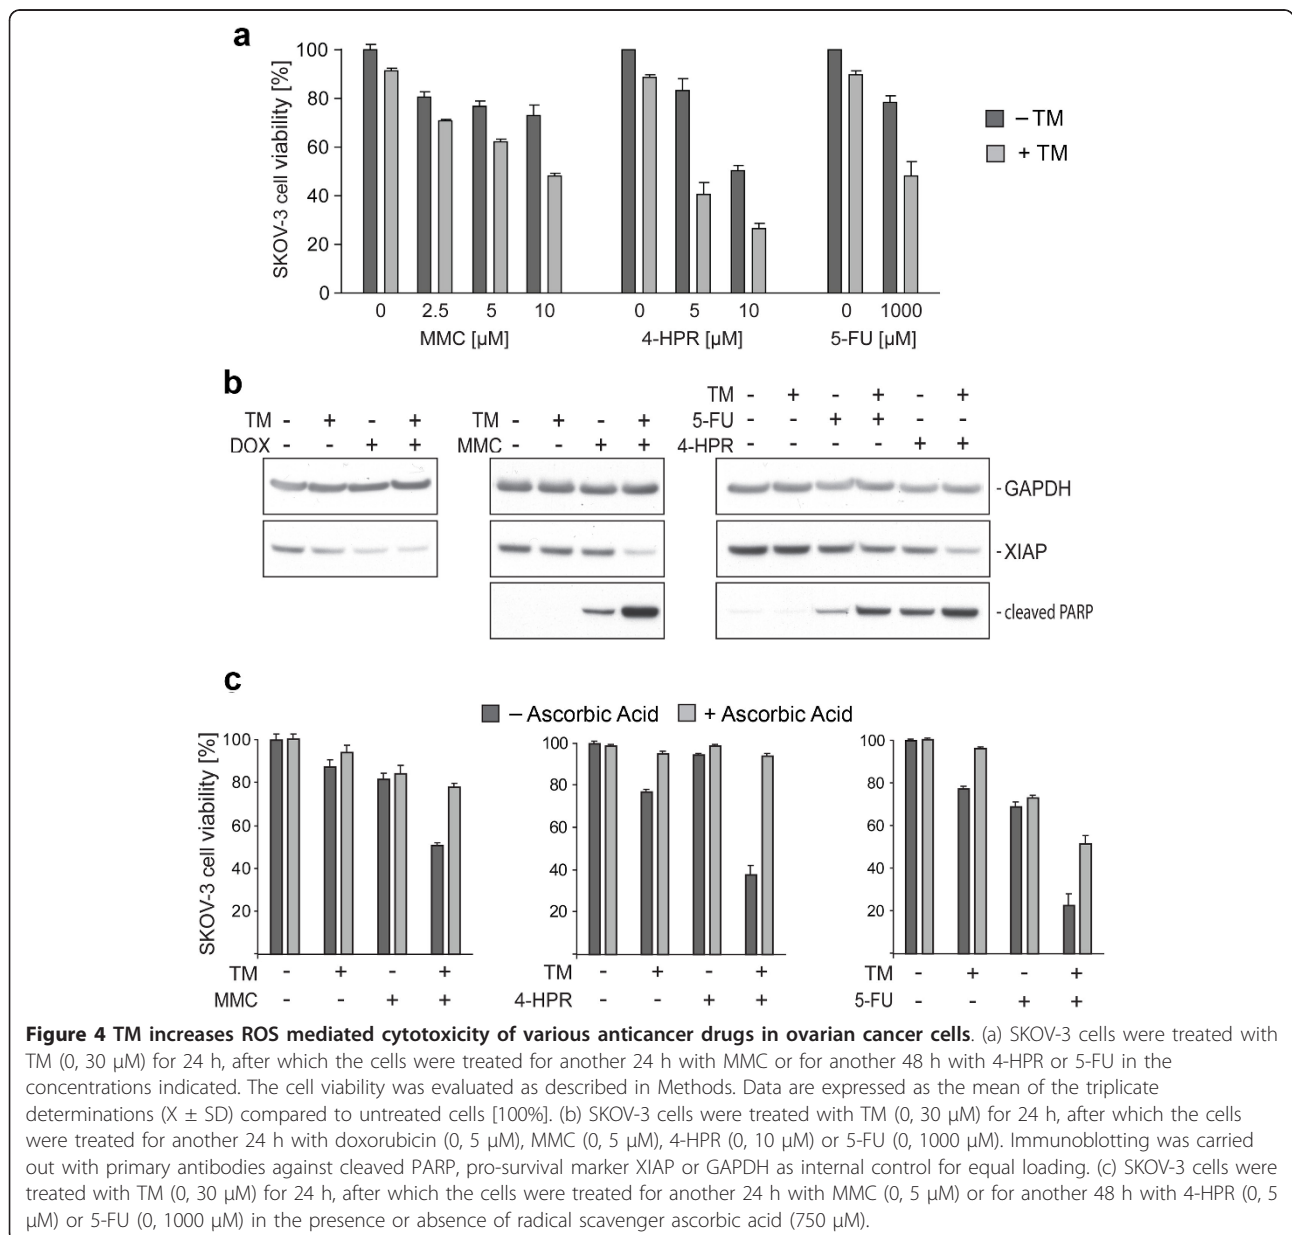 a
100
80
60
40
20
0
SKOV-3 cell viability [%]
– TM
+ TM
0 2.5 5 10 0 5 10 0 1000
MMC [µM] 4-HPR [µM] 5-FU [µM]
b
TM - + - +
DOX - - + +
TM - + - +
MMC - - + +
TM - + - + - +
5-FU - - + + - -
4-HPR - - - - + +
-GAPDH
-XIAP
-cleaved PARP
c
– Ascorbic Acid + Ascorbic Acid
SKOV-3 cell viability [%]
100
80
60
40
20
TM - + - +
MMC - - + +
100
80
60
40
20
TM - + - +
4-HPR - - + +
100
80
60
40
20
TM - + - +
5-FU - - + +
Figure 4 TM increases ROS mediated cytotoxicity of various anticancer drugs in ovarian cancer cells. (a) SKOV-3 cells were treated with
TM (0, 30 µM) for 24 h, after which the cells were treated for another 24 h with MMC or for another 48 h with 4-HPR or 5-FU in the
concentrations indicated. The cell viability was evaluated as described in Methods. Data are expressed as the mean of the triplicate
determinations (X ± SD) compared to untreated cells [100%]. (b) SKOV-3 cells were treated with TM (0, 30 µM) for 24 h, after which the cells
were treated for another 24 h with doxorubicin (0, 5 µM), MMC (0, 5 µM), 4-HPR (0, 10 µM) or 5-FU (0, 1000 µM). Immunoblotting was carried
out with primary antibodies against cleaved PARP, pro-survival marker XIAP or GAPDH as internal control for equal loading. (c) SKOV-3 cells were
treated with TM (0, 30 µM) for 24 h, after which the cells were treated for another 24 h with MMC (0, 5 µM) or for another 48 h with 4-HPR (0, 5
µM) or 5-FU (0, 1000 µM) in the presence or absence of radical scavenger ascorbic acid (750 µM).